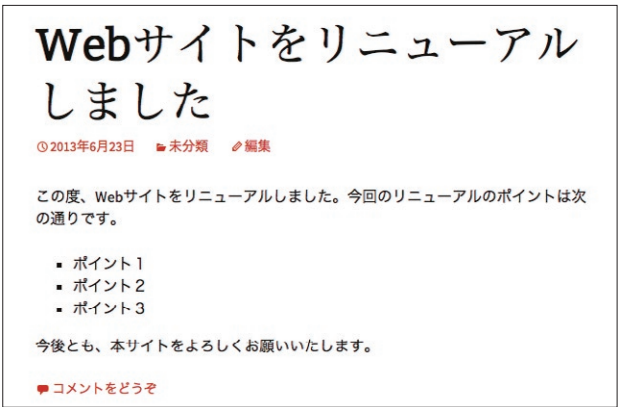 Webサイトをリニューアル
しました
2013年6月23日 未分類 編集
この度、Webサイトをリニューアルしました。今回のリニューアルのポイントは次
の通りです。
ポイント1
ポイント2
ポイント3
今後とも、本サイトをよろしくお願いいたします。
コメントをどうぞ